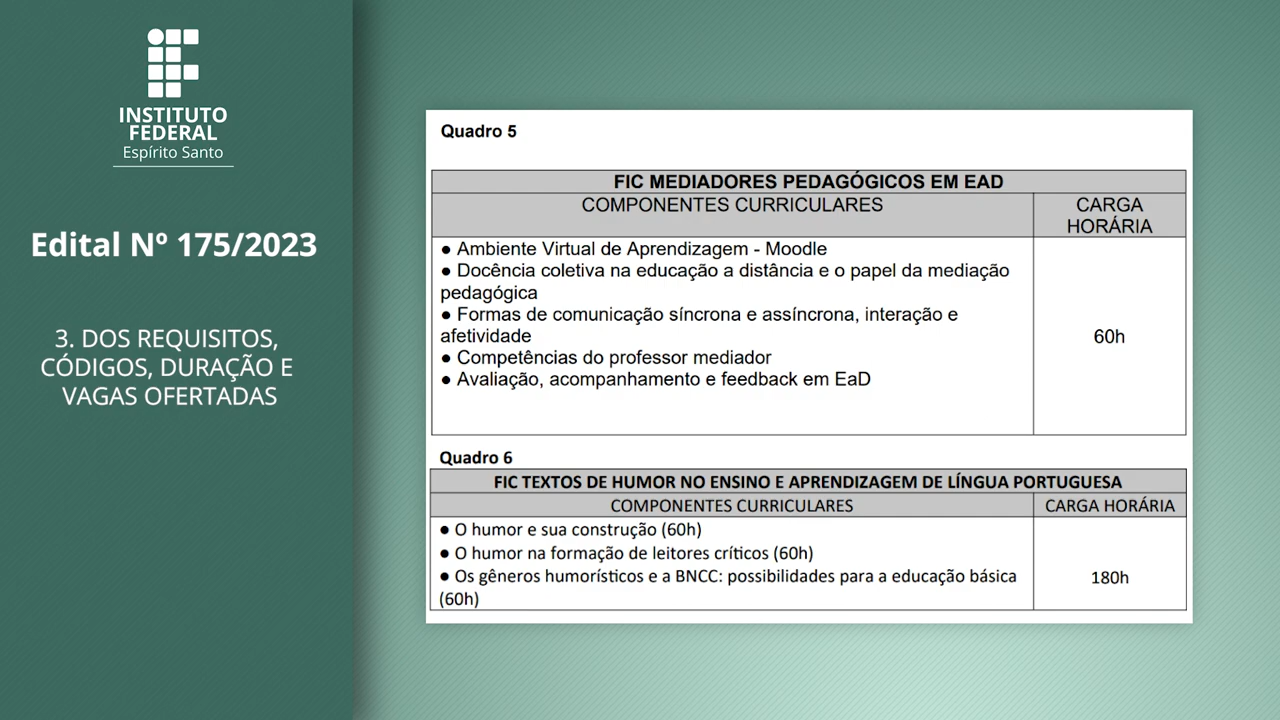 INSTITUTO
FEDERAL
Espírito Santo
Edital Nº 175/2023
3. DOS REQUISITOS,
CÓDIGOS, DURAÇÃO E
VAGAS OFERTADAS
Quadro 5
FIC MEDIADORES PEDAGÓGICOS EM EAD
COMPONENTES CURRICULARES
CARGA
HORÁRIA
● Ambiente Virtual de Aprendizagem - Moodle
● Docência coletiva na educação a distância e o papel da mediação
pedagógica
● Formas de comunicação síncrona e assíncrona, interação e
afetividade
● Competências do professor mediador
● Avaliação, acompanhamento e feedback em EaD
60h
Quadro 6
FIC TEXTOS DE HUMOR NO ENSINO E APRENDIZAGEM DE LÍNGUA PORTUGUESA
COMPONENTES CURRICULARES
CARGA HORÁRIA
● O humor e sua construção (60h)
● O humor na formação de leitores críticos (60h)
● Os gêneros humorísticos e a BNCC: possibilidades para a educação básica
(60h)
180h